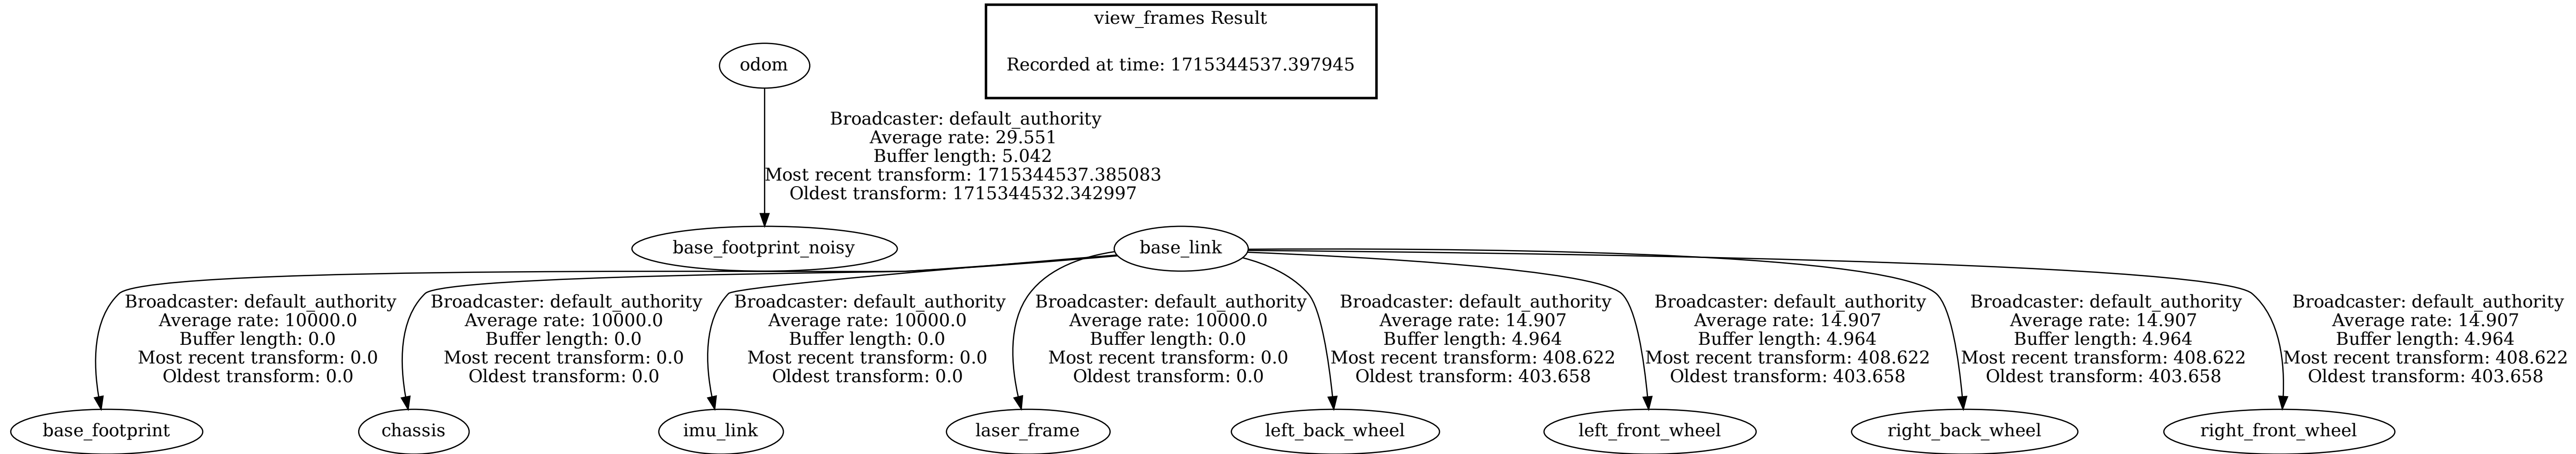 view_frames Result
Recorded at time: 1715344537.397945
odom
Broadcaster: default_authority
Average rate: 29.551
Buffer length: 5.042
Most recent transform: 1715344537.385083
Oldest transform: 1715344532.342997
base_footprint_noisy
base_link
Broadcaster: default_authority
Average rate: 10000.0
Buffer length: 0.0
Most recent transform: 0.0
Oldest transform: 0.0
Broadcaster: default_authority
Average rate: 10000.0
Buffer length: 0.0
Most recent transform: 0.0
Oldest transform: 0.0
Broadcaster: default_authority
Average rate: 10000.0
Buffer length: 0.0
Most recent transform: 0.0
Oldest transform: 0.0
Broadcaster: default_authority
Average rate: 10000.0
Buffer length: 0.0
Most recent transform: 0.0
Oldest transform: 0.0
Broadcaster: default_authority
Average rate: 14.907
Buffer length: 4.964
Most recent transform: 408.622
Oldest transform: 403.658
Broadcaster: default_authority
Average rate: 14.907
Buffer length: 4.964
Most recent transform: 408.622
Oldest transform: 403.658
Broadcaster: default_authority
Average rate: 14.907
Buffer length: 4.964
Most recent transform: 408.622
Oldest transform: 403.658
Broadcaster: default_authority
Average rate: 14.907
Buffer length: 4.964
Most recent transform: 408.622
Oldest transform: 403.658
base_footprint
chassis
imu_link
laser_frame
left_back_wheel
left_front_wheel
right_back_wheel
right_front_wheel